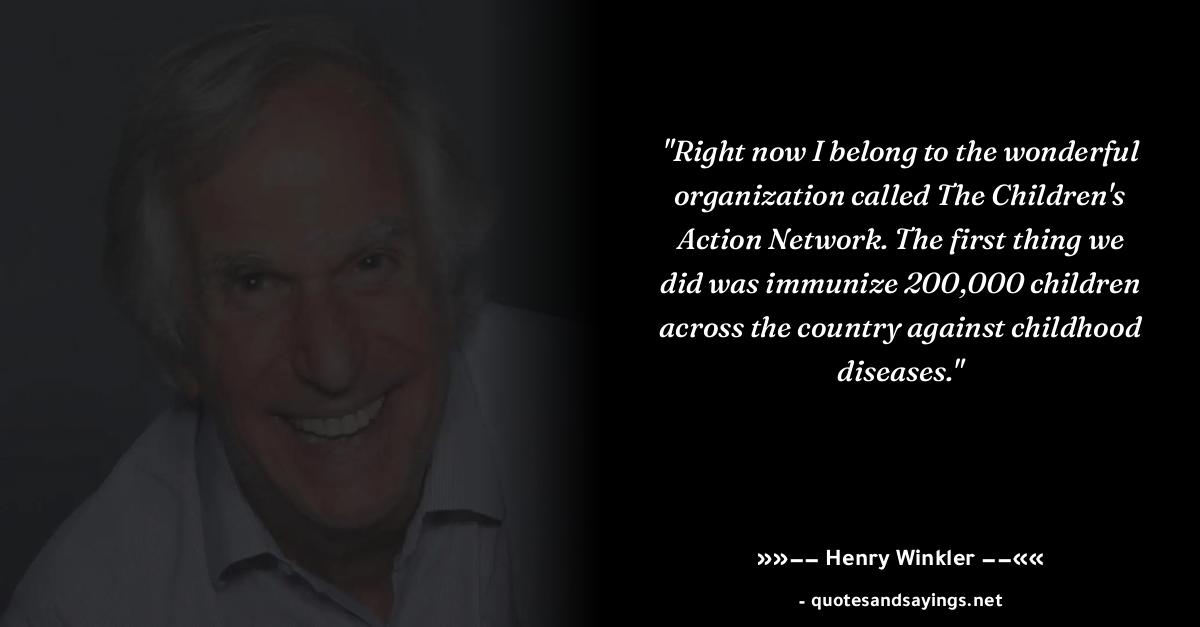 "Right now I belong to the wonderful
organization called The Children's
Action Network. The first thing we
did was immunize 200,000 children
across the country against childhood
diseases."
»»–– Henry Winkler ––««
- quotesandsayings.net